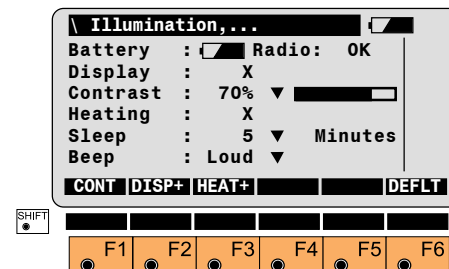 \ Illumination,...
Battery : Radio: OK
Display : X
Contrast : 70% ▼
Heating : X
Sleep : 5 ▼ Minutes
Beep : Loud ▼
CONT DISP+ HEAT+ DEFLT
SHIFT
F1 F2 F3 F4 F5 F6